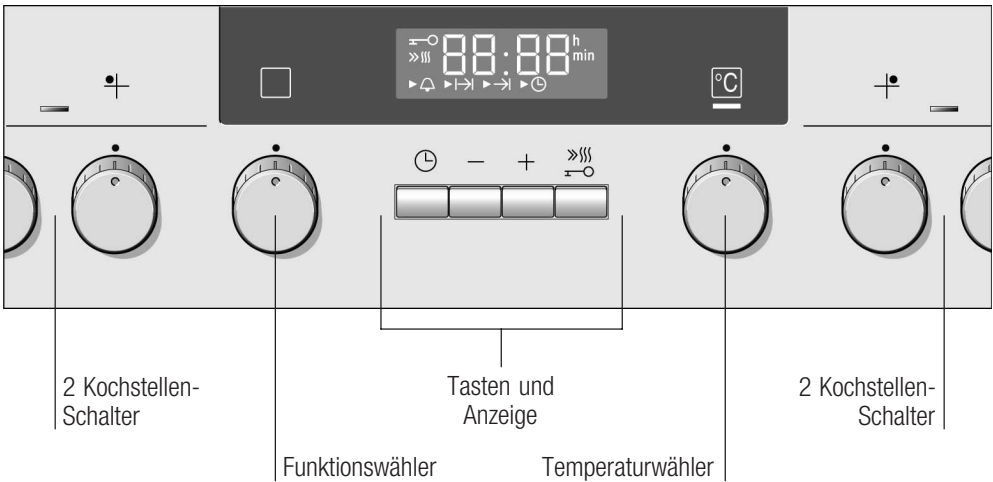 88:88 h
min
°C
− +
2 Kochstellen-
Schalter
Tasten und
Anzeige
2 Kochstellen-
Schalter
Funktionswähler
Temperaturwähler